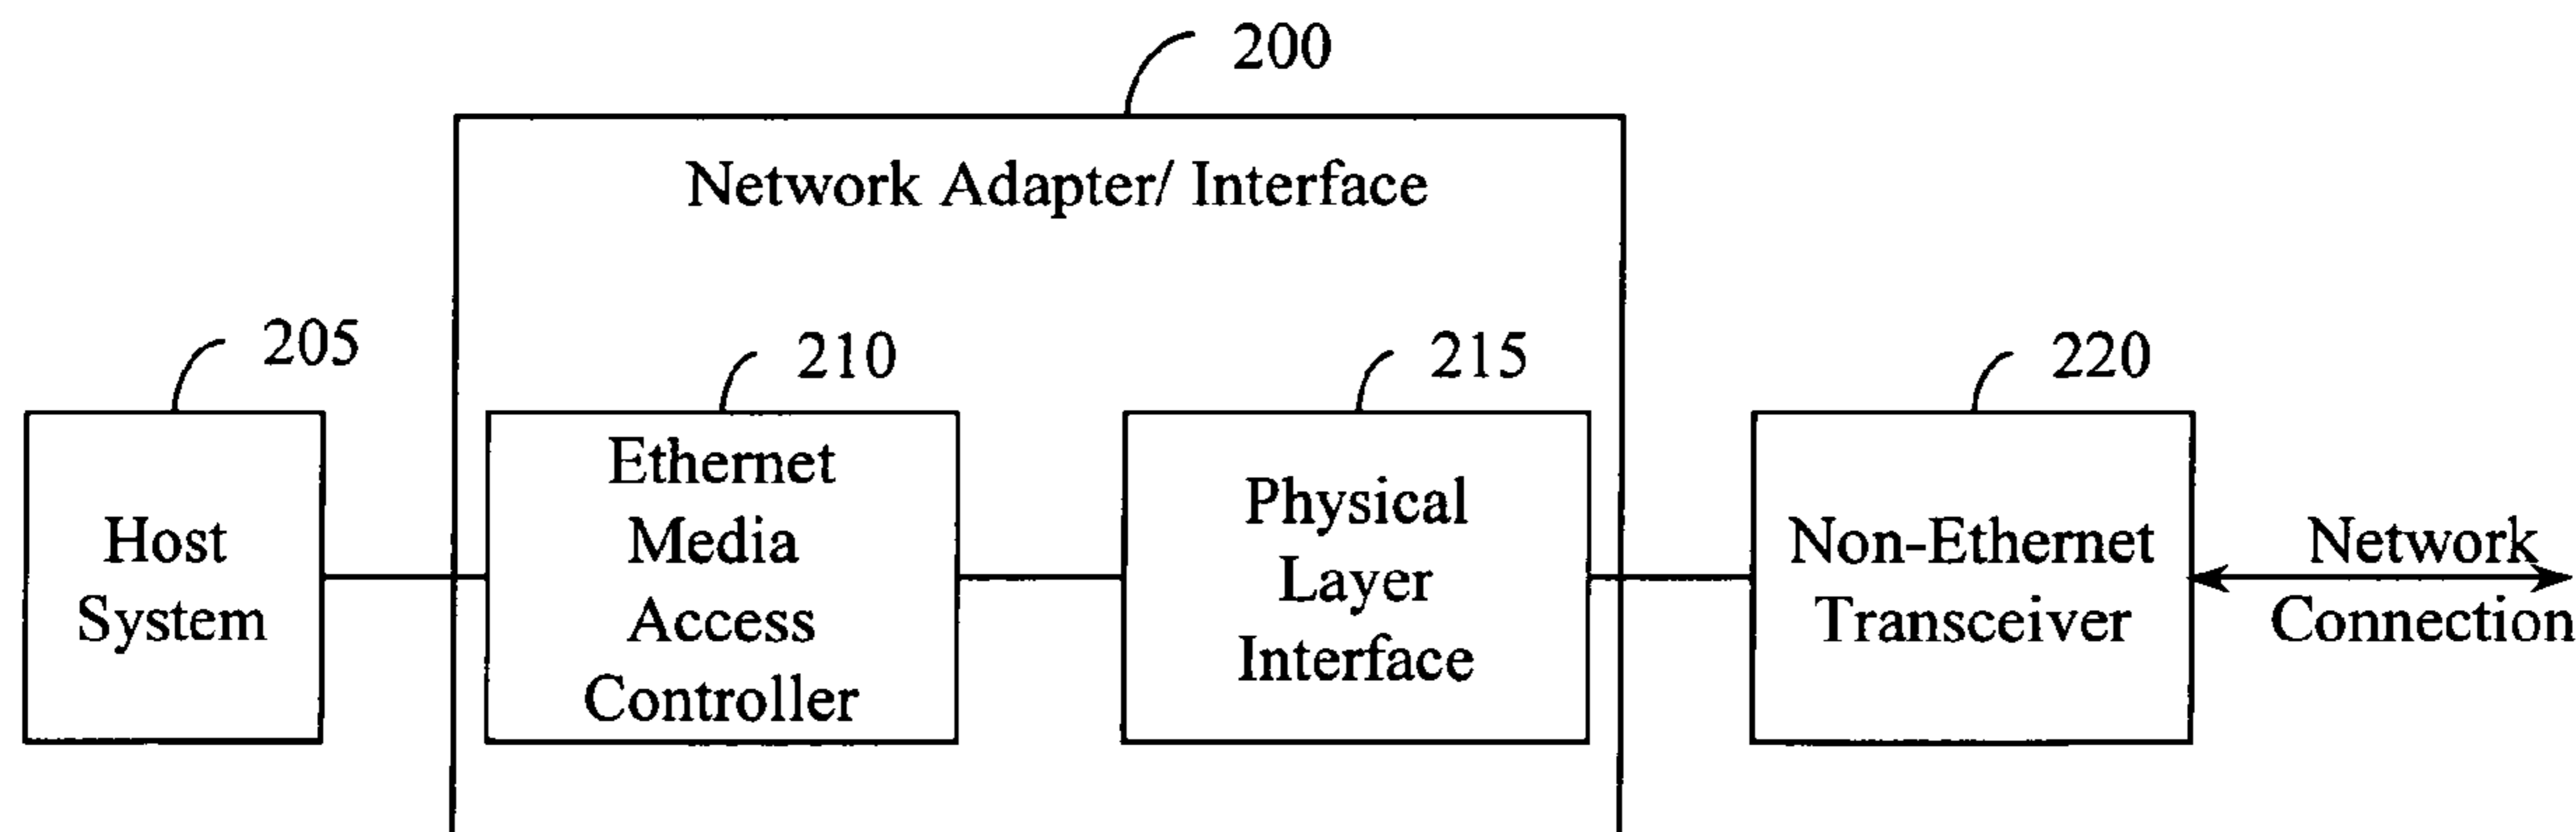 200
Network Adapter/ Interface
205
210
215
220
Host
System
Ethernet
Media
Access
Controller
Physical
Layer
Interface
Non-Ethernet
Transceiver
Network
Connection